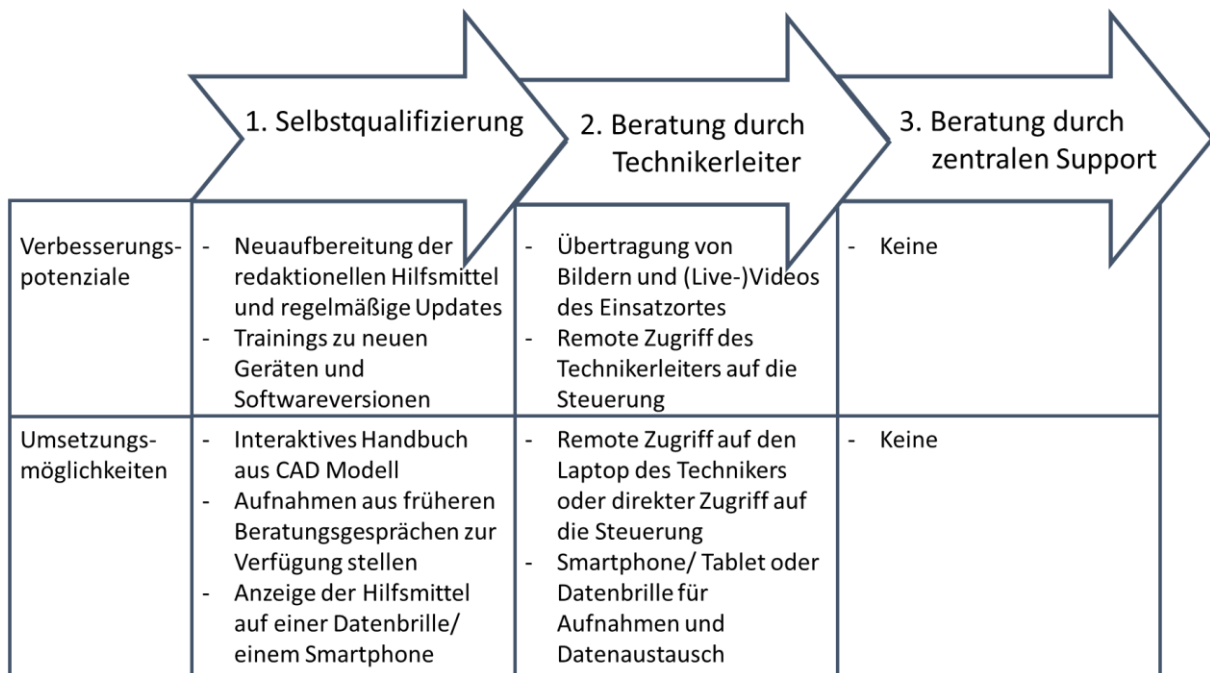 1. Selbstqualifizierung
2. Beratung durch
Technikerleiter
3. Beratung durch
zentralen Support
Verbesserungs-
potenziale
- Neuaufbereitung der
redaktionellen Hilfsmittel
und regelmäßige Updates
- Trainings zu neuen
Geräten und
Softwareversionen
- Übertragung von
Bildern und (Live-)Videos
des Einsatzortes
- Remote Zugriff des
Technikerleiters auf die
Steuerung
- Keine
Umsetzungs-
möglichkeiten
- Interaktives Handbuch
aus CAD Modell
- Aufnahmen aus früheren
Beratungsgesprächen zur
Verfügung stellen
- Anzeige der Hilfsmittel
auf einer Datenbrille/
einem Smartphone
- Remote Zugriff auf den
Laptop des Technikers
oder direkter Zugriff auf
die Steuerung
- Smartphone/ Tablet oder
Datenbrille für
Aufnahmen und
Datenaustausch
- Keine